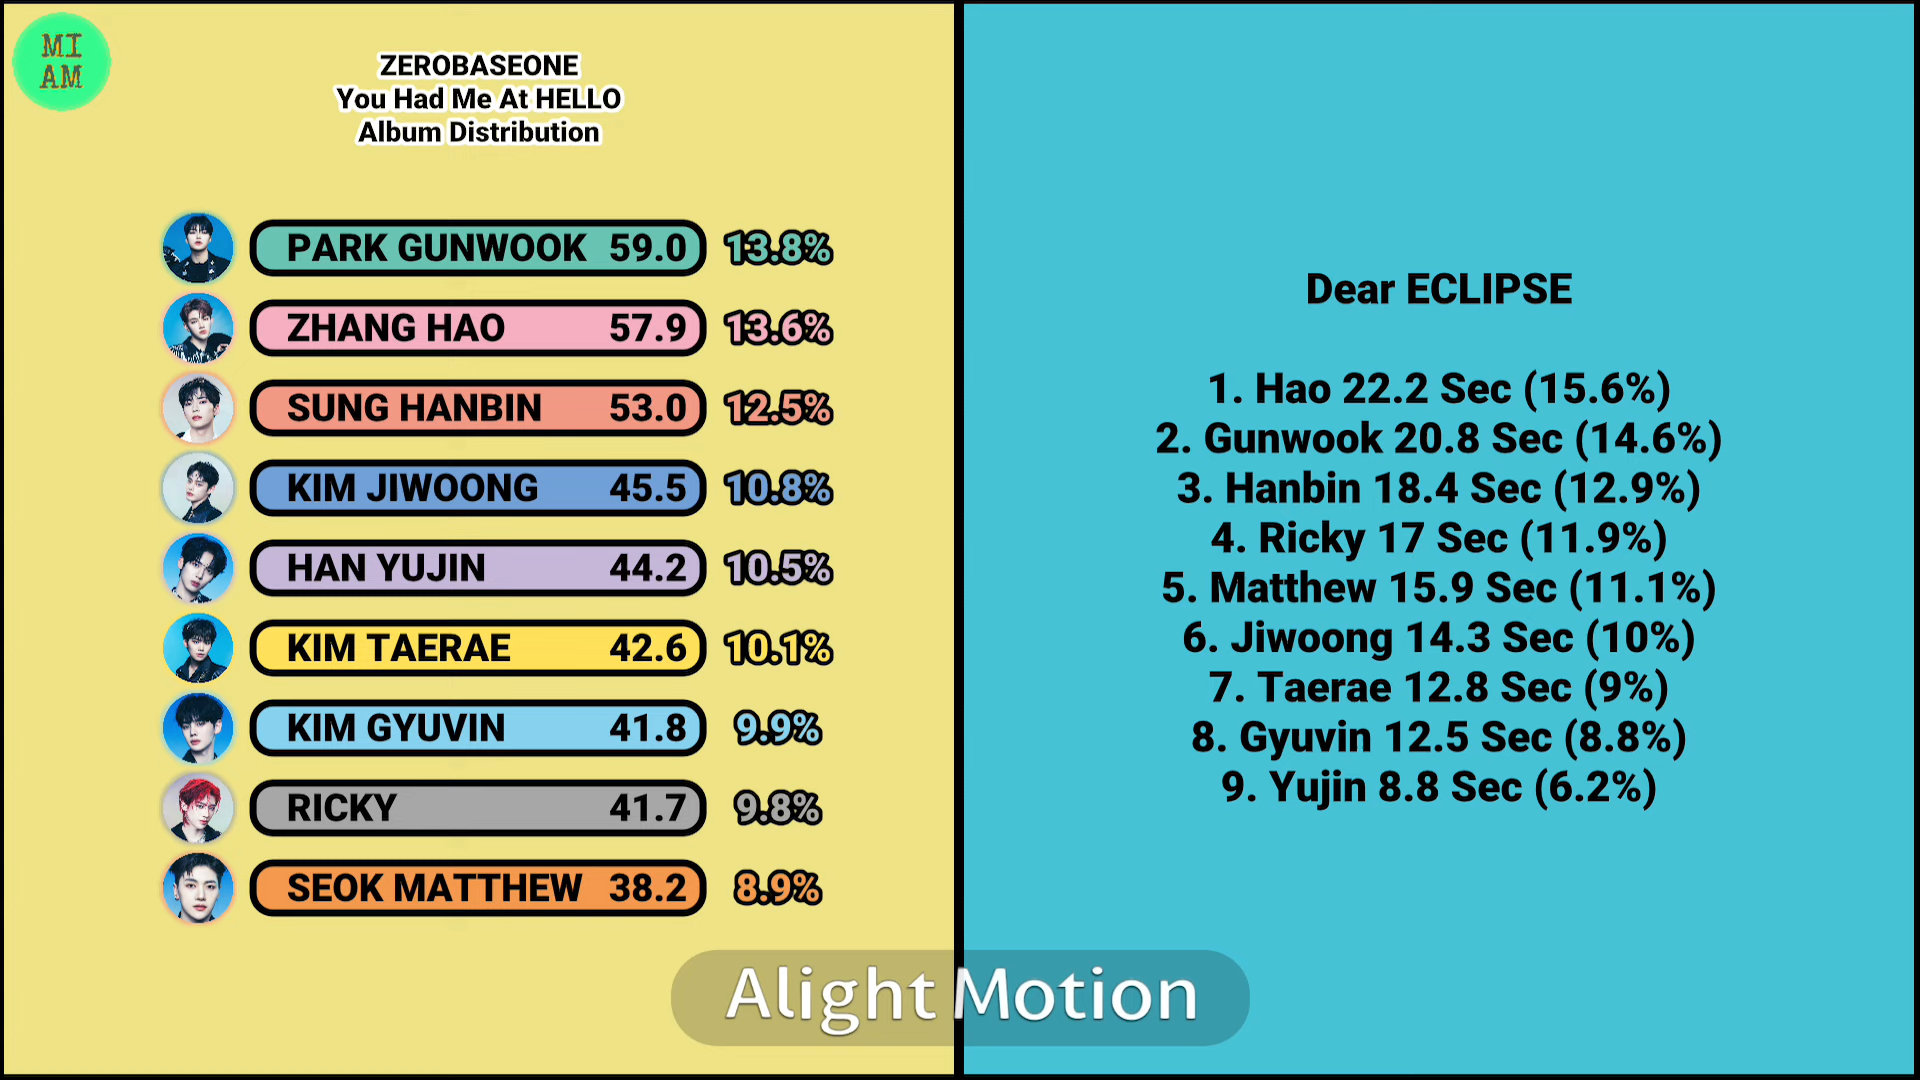 MI
AM
ZEROBASEONE
You Had Me At HELLO
Album Distribution
PARK GUNWOOK 59.0 13.8%
ZHANG HAO 57.9 13.6%
SUNG HANBIN 53.0 12.5%
KIM JIWOONG 45.5 10.8%
HAN YUJIN 44.2 10.5%
KIM TAERAE 42.6 10.1%
KIM GYUVIN 41.8 9.9%
RICKY 41.7 9.8%
SEOK MATTHEW 38.2 8.9%
Dear ECLIPSE
1. Hao 22.2 Sec (15.6%)
2. Gunwook 20.8 Sec (14.6%)
3. Hanbin 18.4 Sec (12.9%)
4. Ricky 17 Sec (11.9%)
5. Matthew 15.9 Sec (11.1%)
6. Jiwoong 14.3 Sec (10%)
7. Taerae 12.8 Sec (9%)
8. Gyuvin 12.5 Sec (8.8%)
9. Yujin 8.8 Sec (6.2%)
Alight Motion